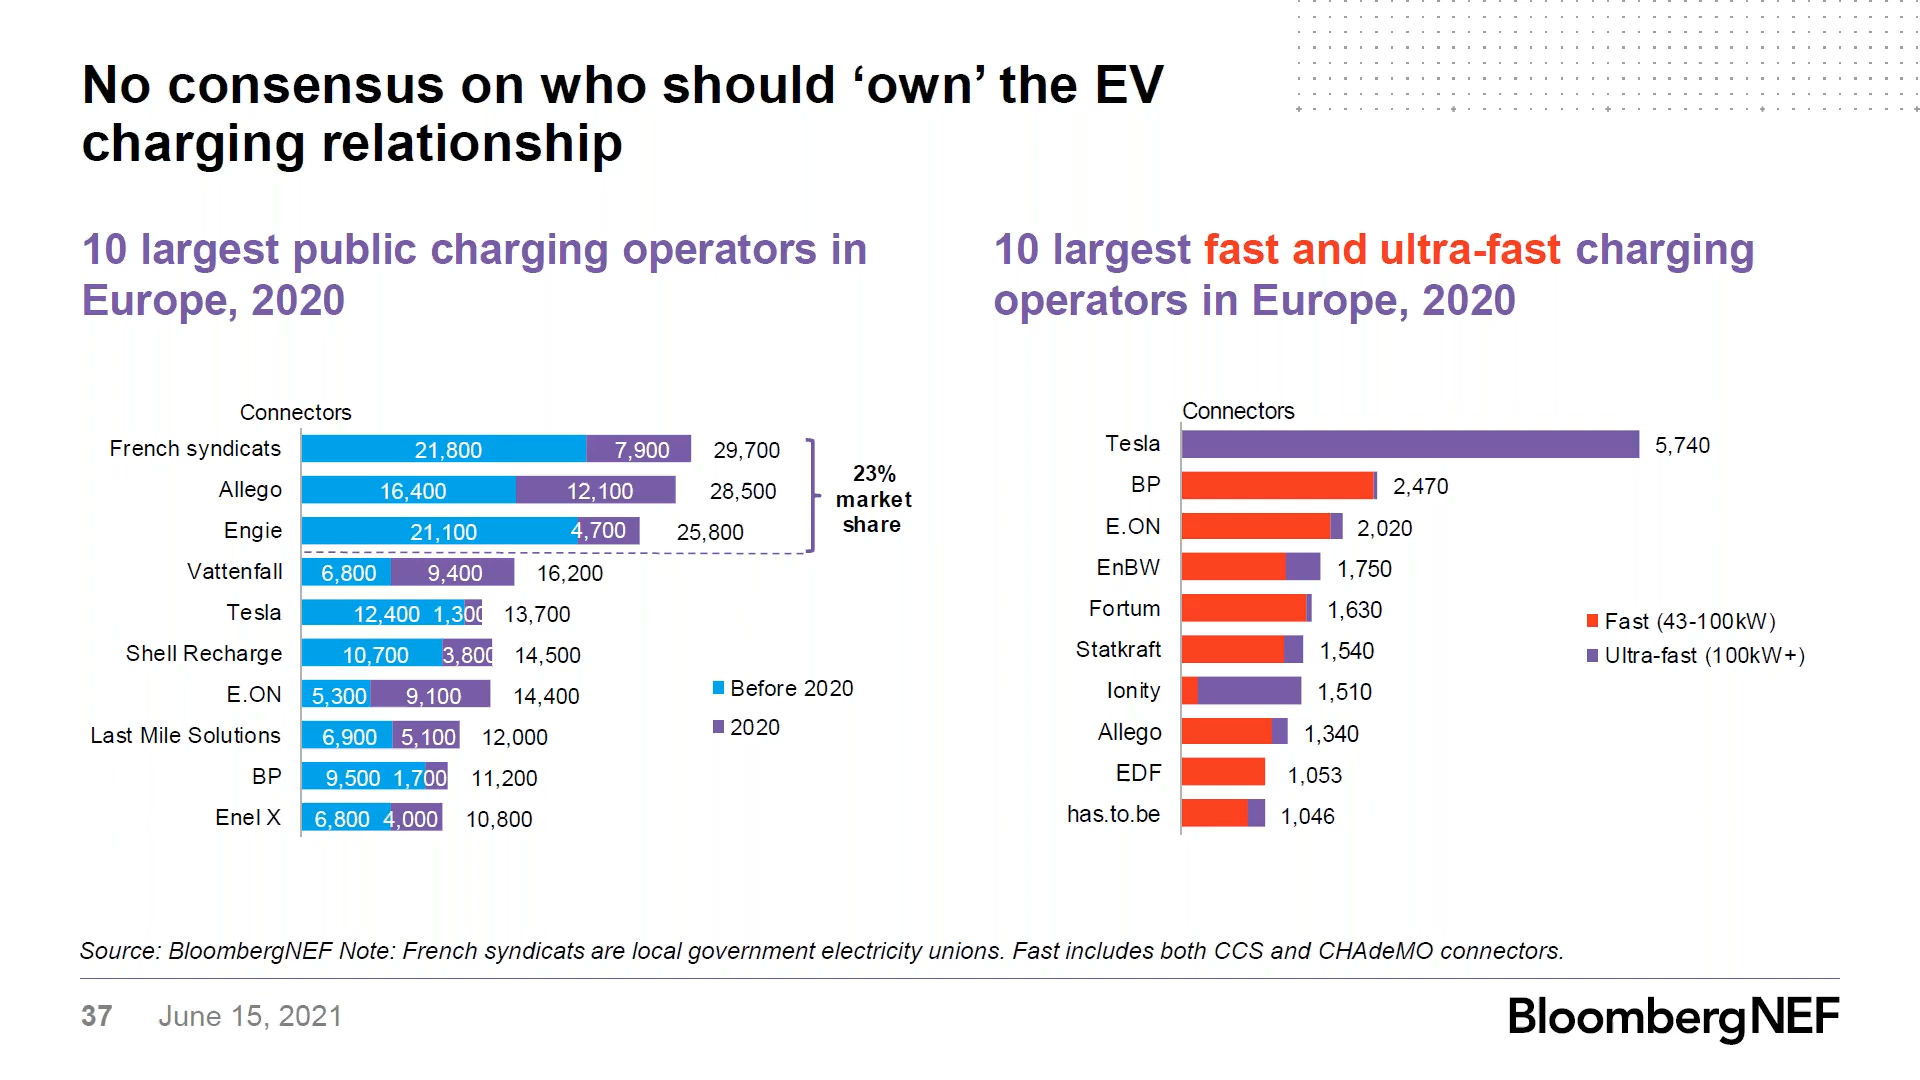 No consensus on who should ‘own’ the EV
charging relationship
10 largest public charging operators in
Europe, 2020
Connectors
French syndicats 21,800 7,900 29,700
Allego 16,400 12,100 28,500
Engie 21,100 4,700 25,800
Vattenfall 6,800 9,400 16,200
Tesla 12,400 1,300 13,700
Shell Recharge 10,700 3,800 14,500
E.ON 5,300 9,100 14,400
Last Mile Solutions 6,900 5,100 12,000
BP 9,500 1,700 11,200
Enel X 6,800 4,000 10,800
23%
market
share
Before 2020
2020
10 largest fast and ultra-fast charging
operators in Europe, 2020
Connectors
Tesla 5,740
BP 2,470
E.ON 2,020
EnBW 1,750
Fortum 1,630
Statkraft 1,540
Ionity 1,510
Allego 1,340
EDF 1,053
has.to.be 1,046
Fast (43-100kW)
Ultra-fast (100kW+)
Source: BloombergNEF Note: French syndicats are local government electricity unions. Fast includes both CCS and CHAdeMO connectors.
37 June 15, 2021
BloombergNEF